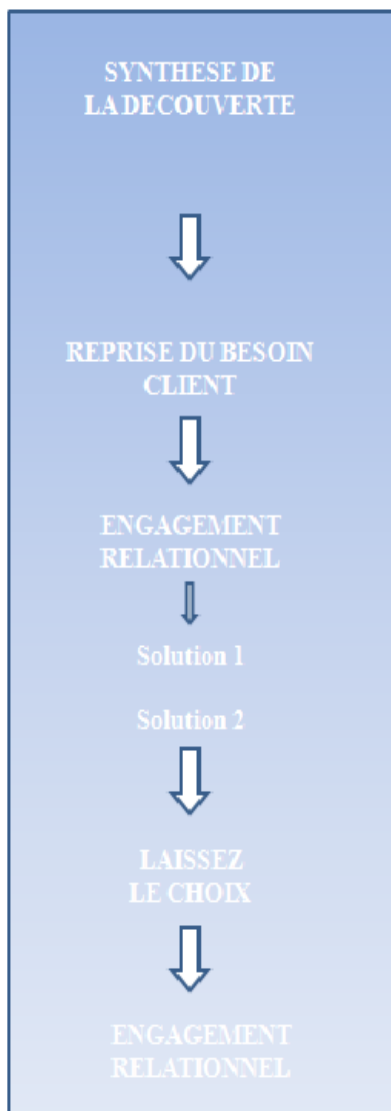 SYNTHESE DE
LA DECOUVERTE
REPRISE DU BESOIN
CLIENT
ENGAGEMENT
RELATIONNEL
Solution 1
Solution 2
LAISSEZ
LE CHOIX
ENGAGEMENT
RELATIONNEL